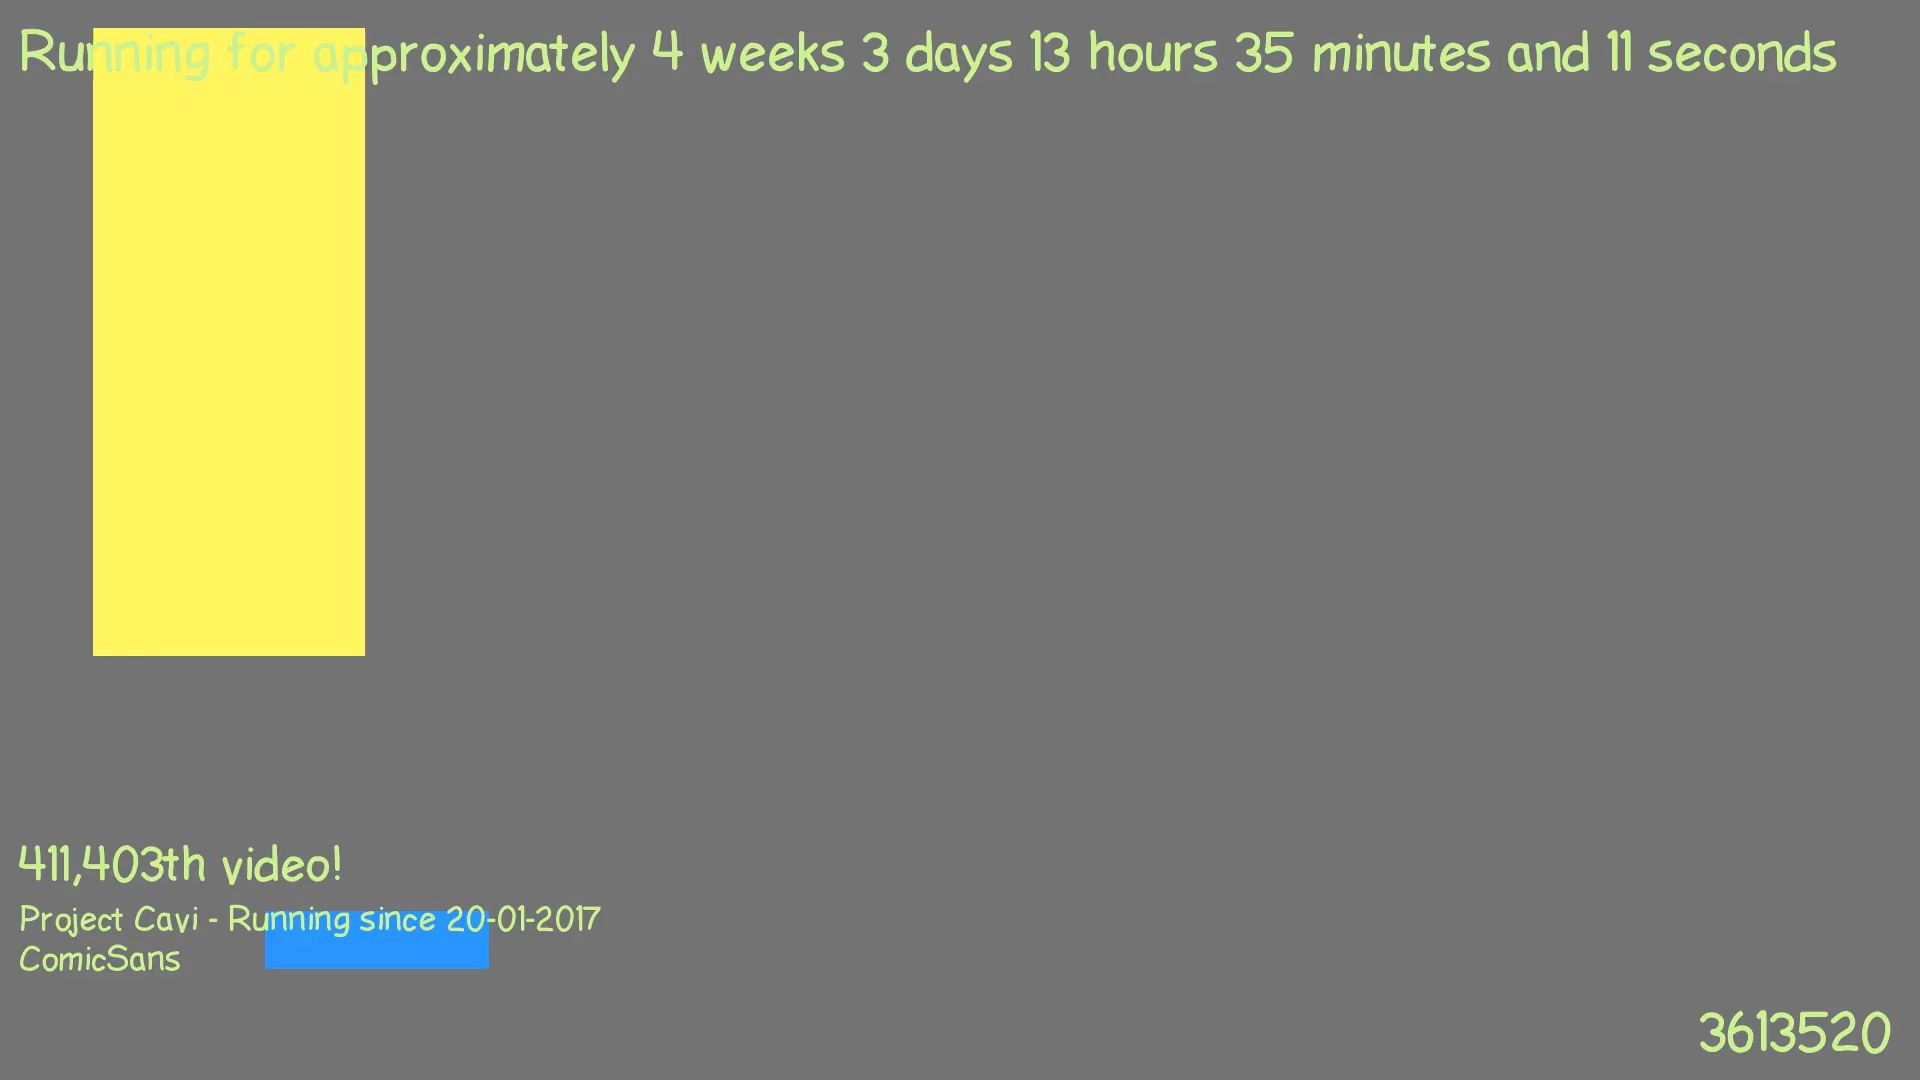 Running for approximately 4 weeks 3 days 13 hours 35 minutes and 11 seconds
411,403th video!
Project Cavi - Running since 20-01-2017
ComicSans
3613520